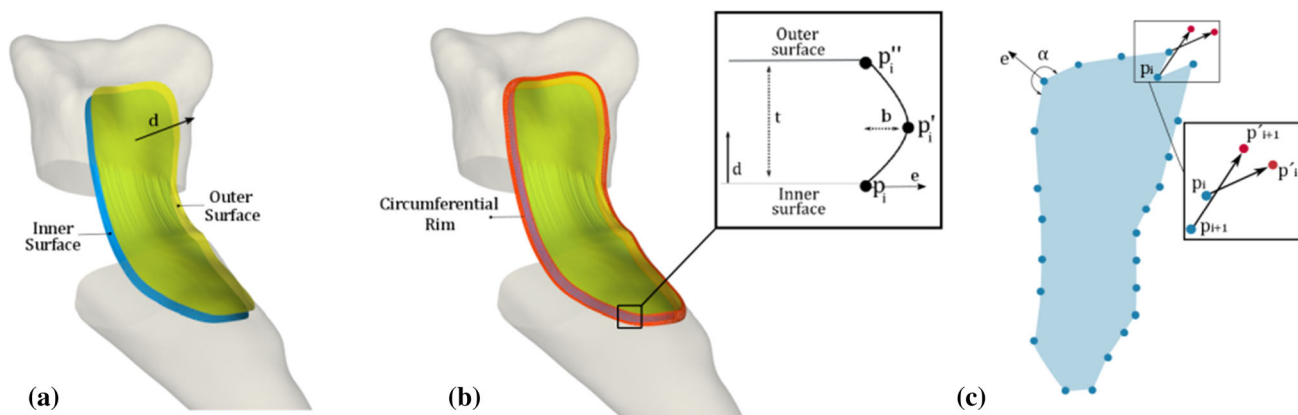 d
Outer
Surface
Inner
Surface
(a)
Circumferential
Rim
(b)
Outer
surface
p''i
t
b
p'i
d
e
pi
Inner
surface
e
α
pi
p´i+1
pi
p´i
pi+1
(c)